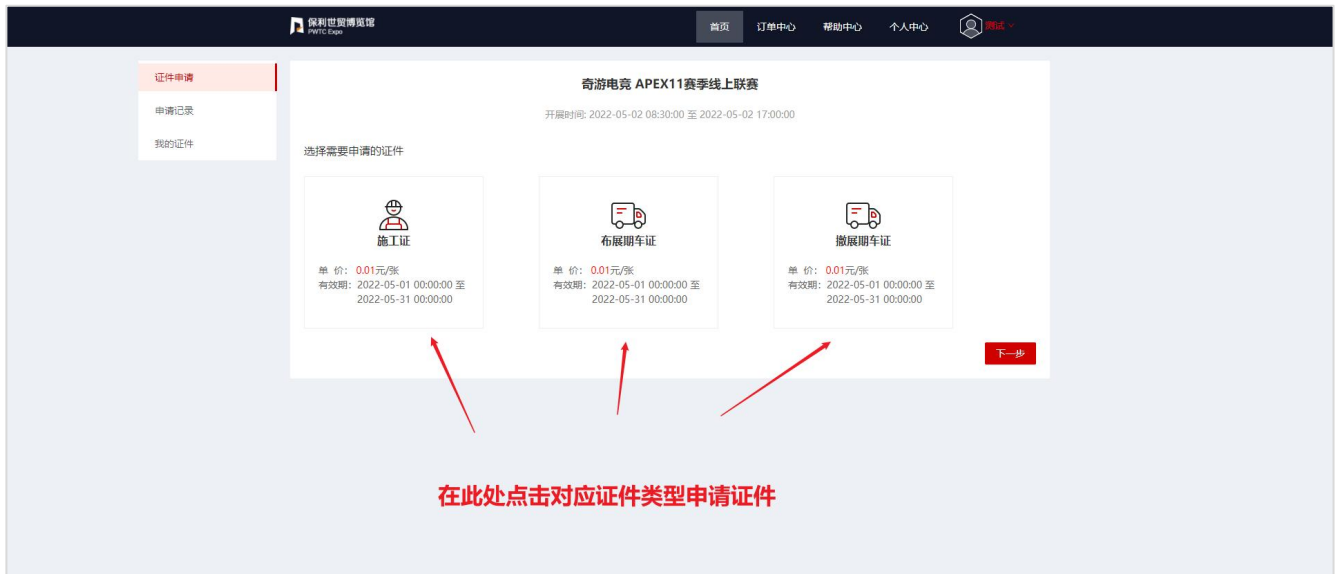 保利世贸博览馆
PWTC Expo
首页
订单中心
帮助中心
个人中心
测试
证件申请
申请记录
我的证件
奇游电竞 APEX11赛季线上联赛
开展时间: 2022-05-02 08:30:00 至 2022-05-02 17:00:00
选择需要申请的证件
施工证
单 价： 0.01元/张
有效期： 2022-05-01 00:00:00 至
2022-05-31 00:00:00
布展期车证
单 价： 0.01元/张
有效期： 2022-05-01 00:00:00 至
2022-05-31 00:00:00
撤展期车证
单 价： 0.01元/张
有效期： 2022-05-01 00:00:00 至
2022-05-31 00:00:00
下一步
在此处点击对应证件类型申请证件